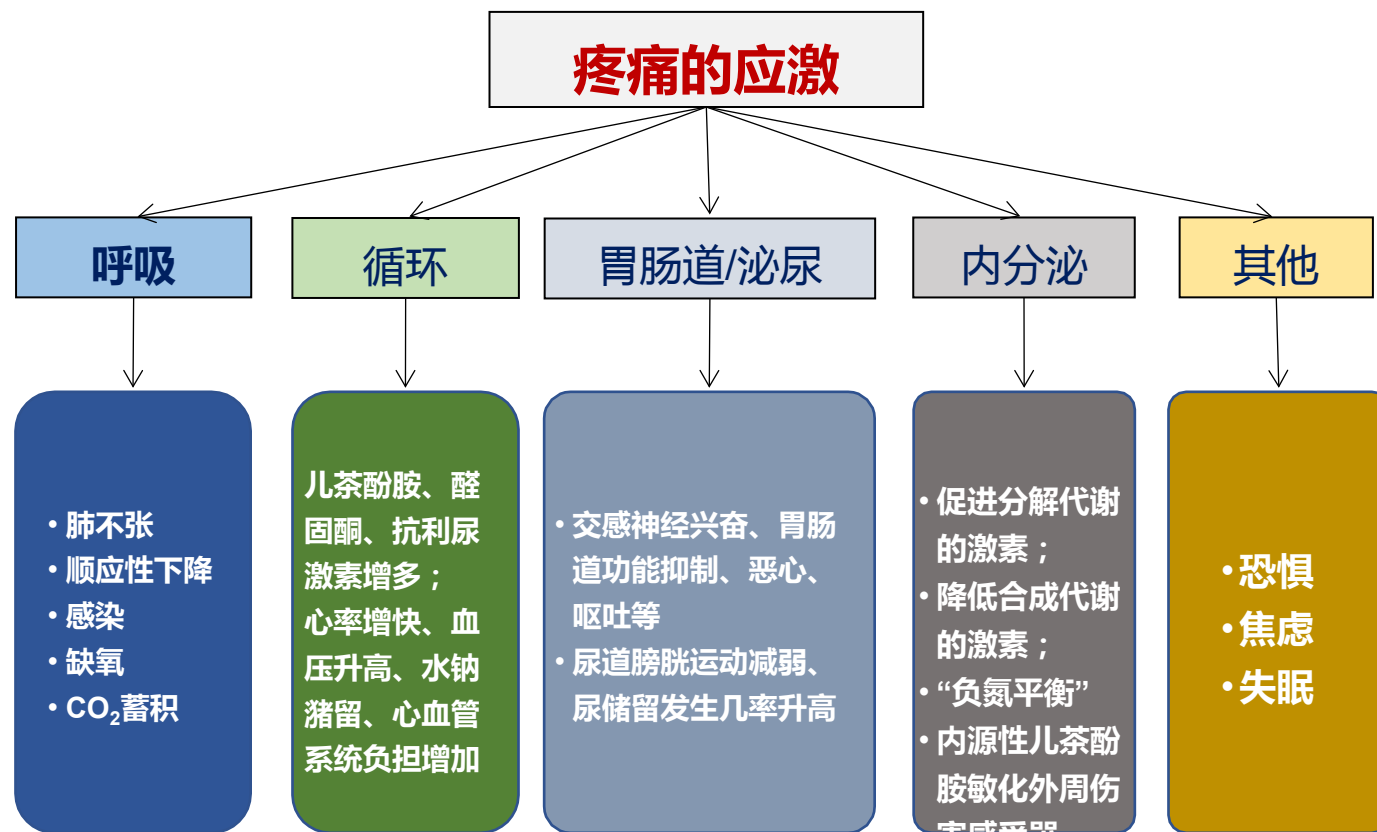 疼痛的应激
呼吸
循环
胃肠道/泌尿
内分泌
其他
• 肺不张
• 顺应性下降
• 感染
• 缺氧
• CO₂蓄积
儿茶酚胺、醛
固酮、抗利尿
激素增多；
心率增快、血
压升高、水钠
潴留、心血管
系统负担增加
• 交感神经兴奋、胃肠
道功能抑制、恶心、
呕吐等
• 尿道膀胱运动减弱、
尿储留发生几率升高
• 促进分解代谢
的激素；
• 降低合成代谢
的激素；
• “负氮平衡”
• 内源性儿茶酚
胺敏化外周伤
害感受器
• 恐惧
• 焦虑
• 失眠